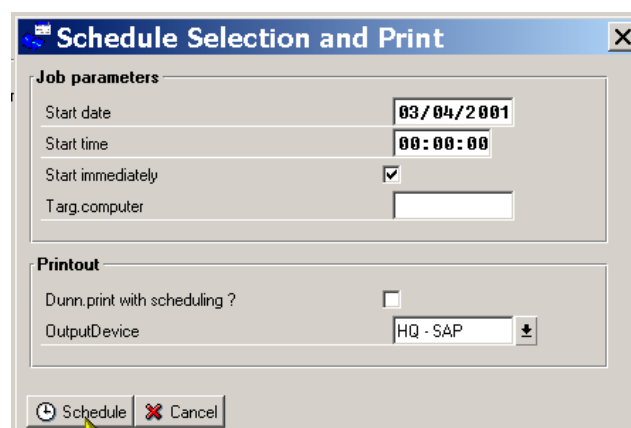 Schedule Selection and Print
Job parameters
Start date 03/04/2001
Start time 00:00:00
Start immediately
Targ.computer
Printout
Dunn.print with scheduling ?
OutputDevice HQ - SAP
Schedule Cancel